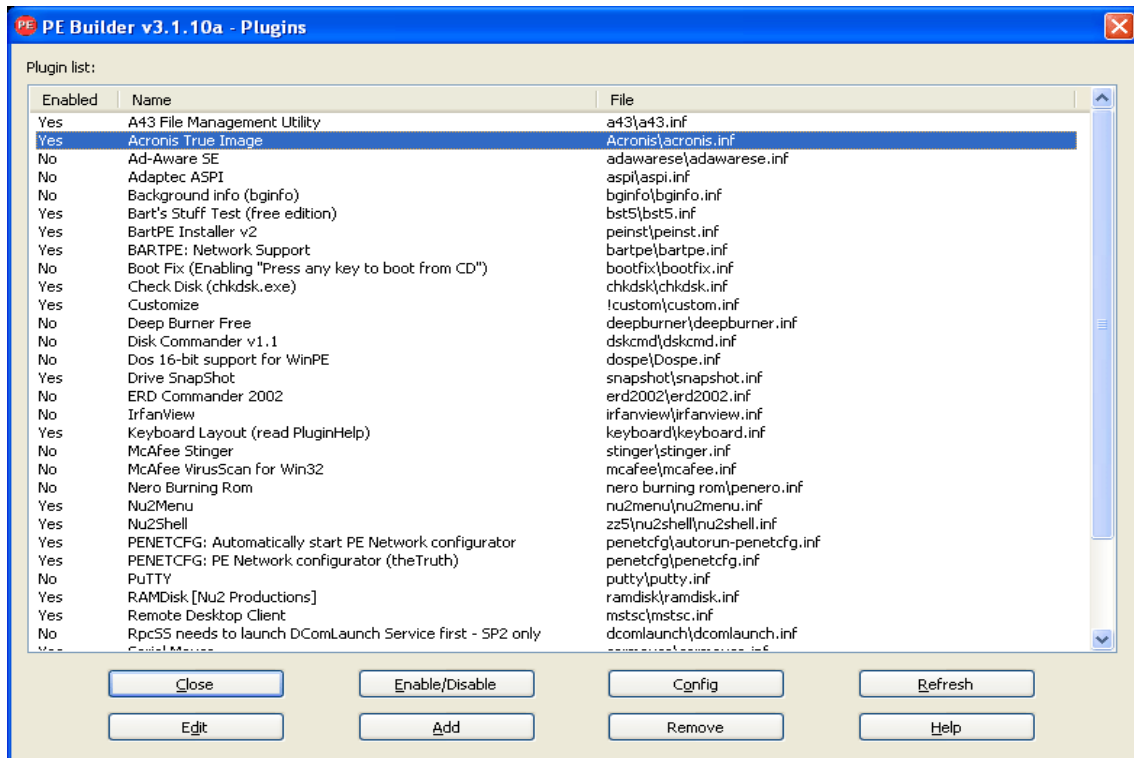 PE Builder v3.1.10a - Plugins
Plugin list:
Enabled Name File
Yes A43 File Management Utility a43\a43.inf
Yes Acronis True Image Acronis\acronis.inf
No Ad-Aware SE adawarese\adawarese.inf
No Adaptec ASPI aspi\aspi.inf
No Background info (bginfo) bginfo\bginfo.inf
Yes Bart's Stuff Test (free edition) bst5\bst5.inf
Yes BartPE Installer v2 peinst\peinst.inf
Yes BARTPE: Network Support bartpe\bartpe.inf
No Boot Fix (Enabling "Press any key to boot from CD") bootfix\bootfix.inf
Yes Check Disk (chkdsk.exe) chkdsk\chkdsk.inf
Yes Customize !custom\custom.inf
No Deep Burner Free deepburner\deepburner.inf
No Disk Commander v1.1 dskcmd\dskcmd.inf
No Dos 16-bit support for WinPE dospe\Dospe.inf
Yes Drive SnapShot snapshot\snapshot.inf
No ERD Commander 2002 erd2002\erd2002.inf
No IrfanView irfanview\irfanview.inf
Yes Keyboard Layout (read PluginHelp) keyboard\keyboard.inf
No McAfee Stinger stinger\stinger.inf
No McAfee VirusScan for Win32 mcafee\mcafee.inf
No Nero Burning Rom nero burning rom\penero.inf
Yes Nu2Menu nu2menu\nu2menu.inf
Yes Nu2Shell zz5\nu2shell\nu2shell.inf
Yes PENETCFG: Automatically start PE Network configurator penetcfg\autorun-penetcfg.inf
Yes PENETCFG: PE Network configurator (theTruth) penetcfg\penetcfg.inf
No PuTTY putty\putty.inf
Yes RAMDisk [Nu2 Productions] ramdisk\ramdisk.inf
Yes Remote Desktop Client mstsc\mstsc.inf
No RpcSS needs to launch DComLaunch Service first - SP2 only dcomlaunch\dcomlaunch.inf
Close Enable/Disable Config Refresh
Edit Add Remove Help